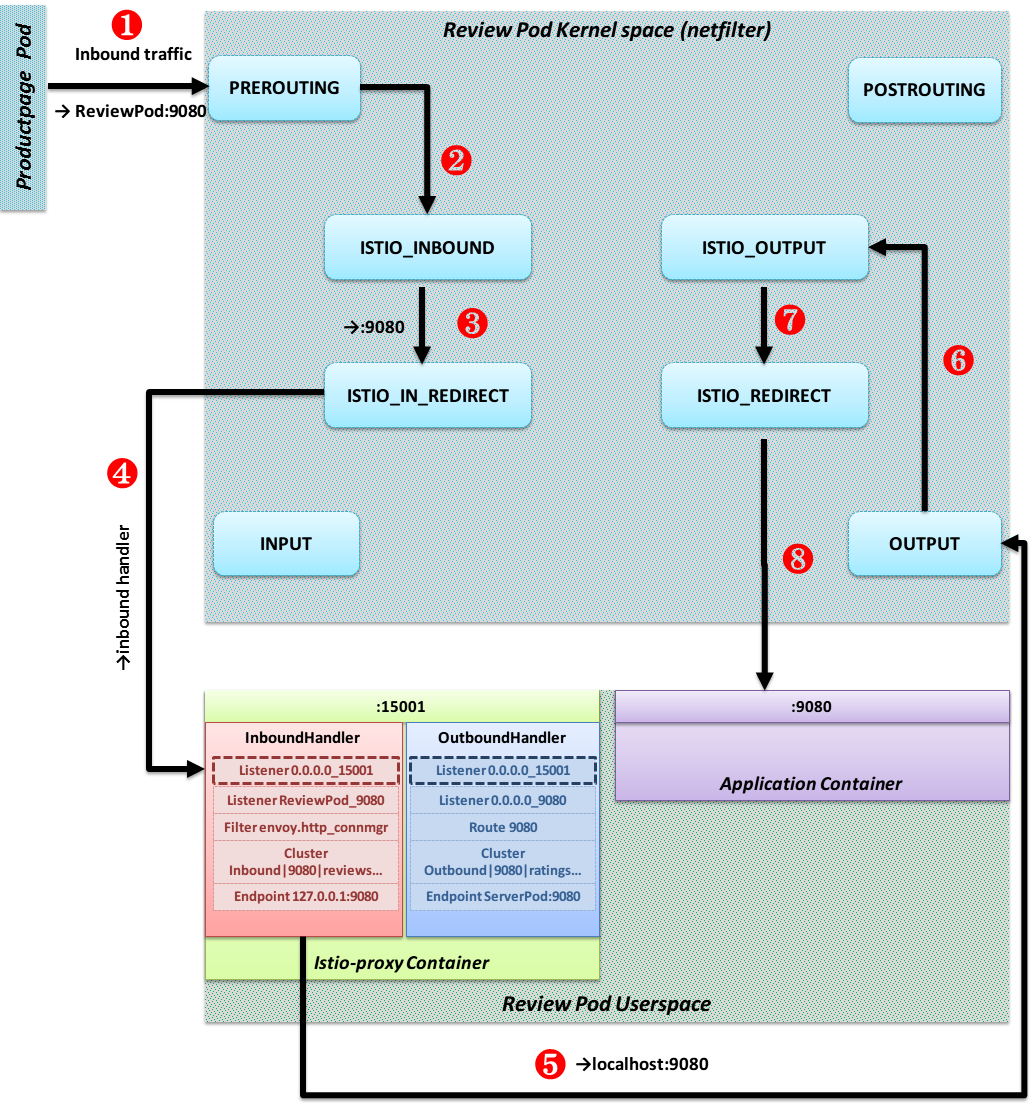 Productpage Pod
❶
Inbound traffic
→ ReviewPod:9080
Review Pod Kernel space (netfilter)
PREROUTING
POSTROUTING
❷
ISTIO_INBOUND
ISTIO_OUTPUT
→:9080
❸
❼
❻
ISTIO_IN_REDIRECT
ISTIO_REDIRECT
❹
→inbound handler
INPUT
OUTPUT
❽
:15001
:9080
InboundHandler
OutboundHandler
Listener 0.0.0.0_15001
Listener 0.0.0.0_15001
Application Container
Listener ReviewPod_9080
Listener 0.0.0.0_9080
Filter envoy.http_connmgr
Route 9080
Cluster
Inbound|9080|reviews...
Cluster
Outbound|9080|ratings...
Endpoint 127.0.0.1:9080
Endpoint ServerPod:9080
Istio-proxy Container
Review Pod Userspace
❺ →localhost:9080